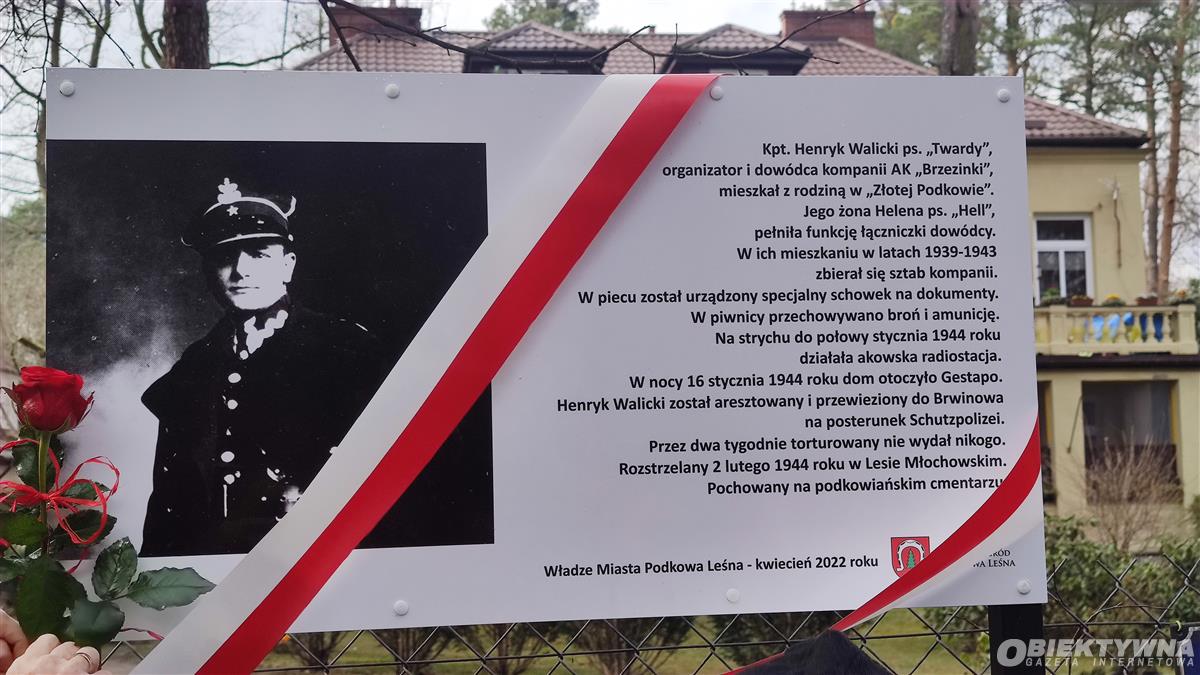 Kpt. Henryk Walicki ps. „Twardy”,
organizator i dowódca kompanii AK „Brzezinki”,
mieszkał z rodziną w „Złotej Podkowie”.
Jego żona Helena ps. „Hell”,
pełniła funkcję łączniczki dowódcy.
W ich mieszkaniu w latach 1939-1943
zbierał się sztab kompanii.
W piecu został urządzony specjalny schowek na dokumenty.
W piwnicy przechowywano broń i amunicję.
Na strychu do połowy stycznia 1944 roku
działała akowska radiostacja.
W nocy 16 stycznia 1944 roku dom otoczyło Gestapo.
Henryk Walicki został aresztowany i przewieziony do Brwinowa
na posterunek Schutzpolizei.
Przez dwa tygodnie torturowany nie wydał nikogo.
Rozstrzelany 2 lutego 1944 roku w Lesie Młochowskim.
Pochowany na podkowiańskim cmentarzu
Władze Miasta Podkowa Leśna - kwiecień 2022 roku
LEŚNA
OBIEKTYWNA
GAZETA INTERNETOWA